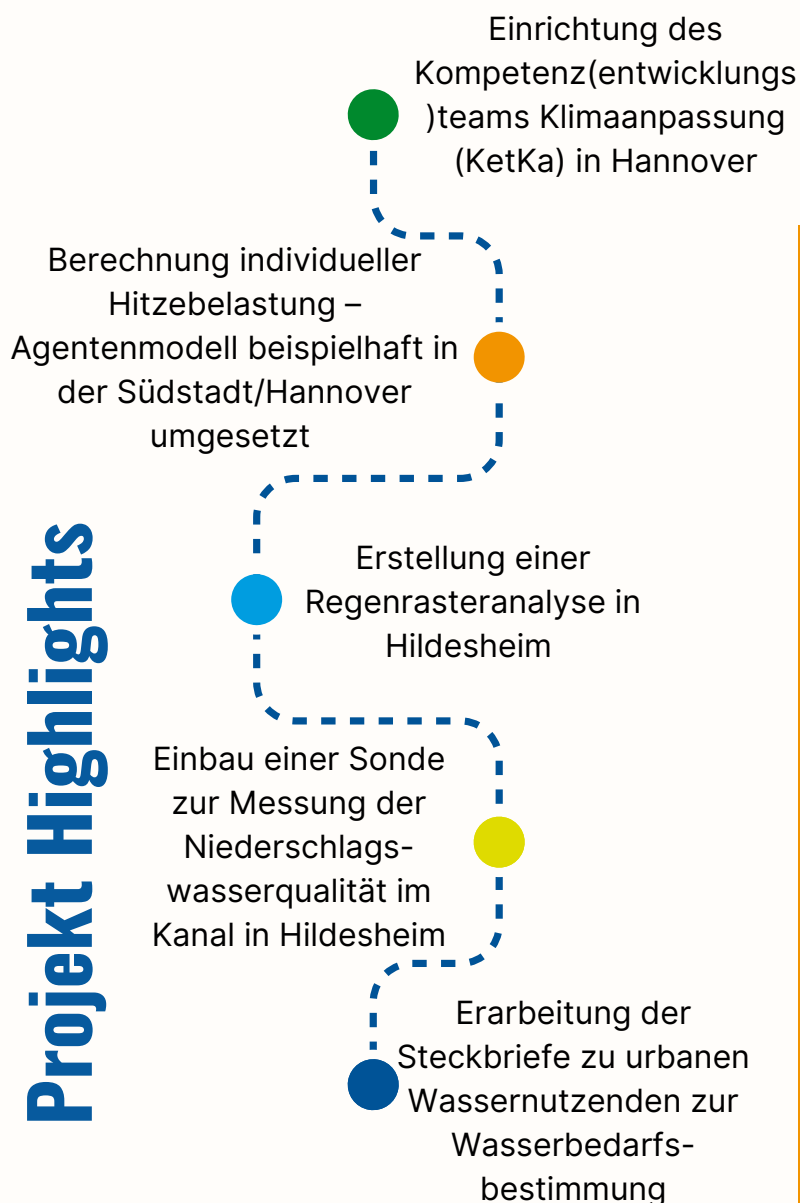 Einrichtung des
Kompetenz(entwicklungs
)teams Klimaanpassung
(KetKa) in Hannover
Berechnung individueller
Hitzebelastung –
Agentenmodell beispielhaft in
der Südstadt/Hannover
umgesetzt
Projekt Highlights
Erstellung einer
Regenrasteranalyse in
Hildesheim
Einbau einer Sonde
zur Messung der
Niederschlags-
wasserqualität im
Kanal in Hildesheim
Erarbeitung der
Steckbriefe zu urbanen
Wassernutzenden zur
Wasserbedarfs-
bestimmung